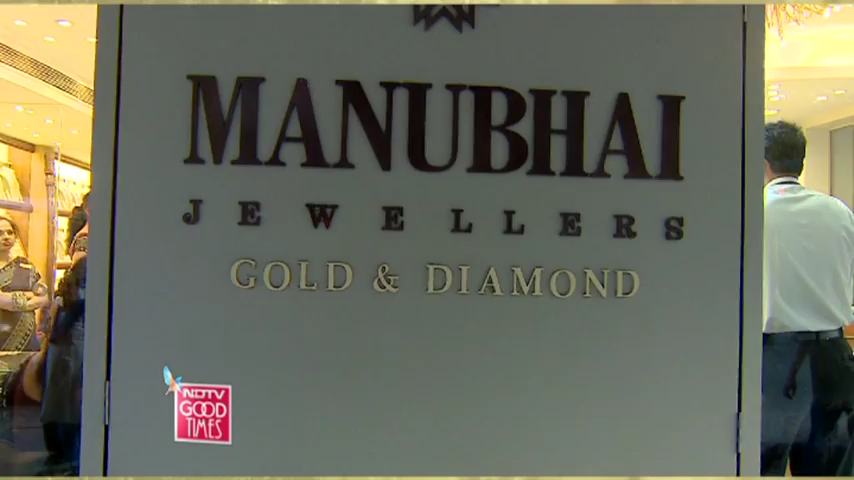 MANUBHAI
JEWELLERS
GOLD & DIAMOND
NDTV
GOOD
TIMES